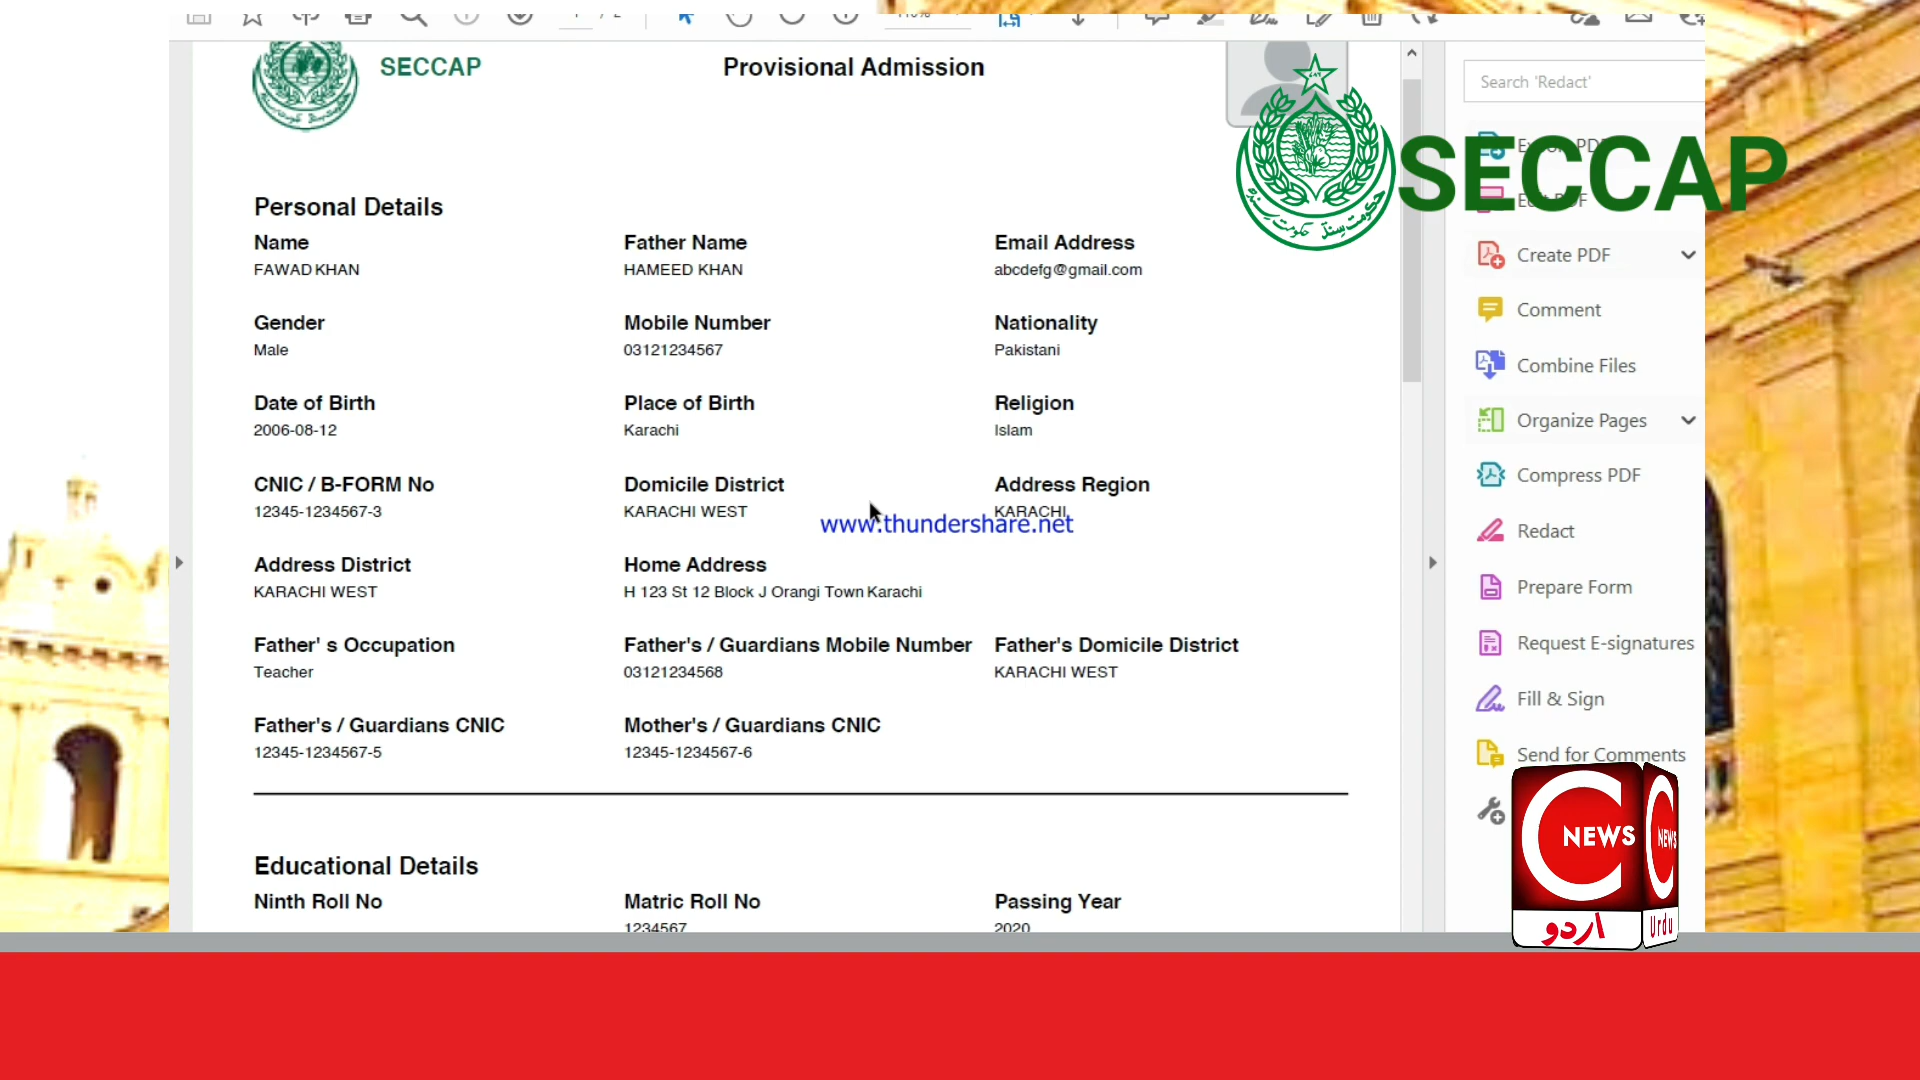 SECCAP
Provisional Admission
Search 'Redact'
SECCAP
حکومت سنڌ
Personal Details
Name
Father Name
Email Address
FAWAD KHAN
HAMEED KHAN
abcdefg@gmail.com
Create PDF
Comment
Gender
Mobile Number
Nationality
Male
03121234567
Pakistani
Combine Files
Date of Birth
Place of Birth
Religion
2006-08-12
Karachi
Islam
Organize Pages
CNIC / B-FORM No
Domicile District
Address Region
12345-1234567-3
KARACHI WEST
KARACHI
www.thundershare.net
Compress PDF
Redact
Address District
Home Address
KARACHI WEST
H 123 St 12 Block J Orangi Town Karachi
Prepare Form
Father' s Occupation
Father's / Guardians Mobile Number
Father's Domicile District
Teacher
03121234568
KARACHI WEST
Request E-signatures
Fill & Sign
Father's / Guardians CNIC
Mother's / Guardians CNIC
12345-1234567-5
12345-1234567-6
Send for Comments
Educational Details
Ninth Roll No
Matric Roll No
Passing Year
1234567
2020
NEWS
NEWS
اردو
Urdu